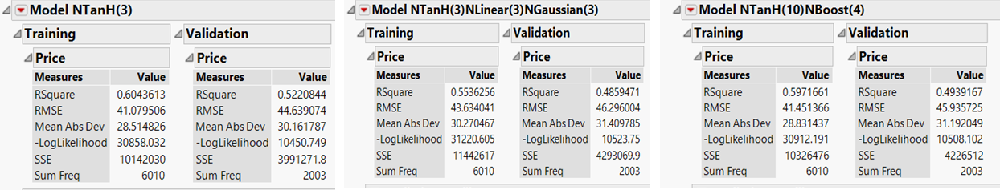 Model NTanH(3)
Training Validation
Price Price
Measures Value Measures Value
RSquare 0.6043613 RSquare 0.5220844
RMSE 41.079506 RMSE 44.639074
Mean Abs Dev 28.514826 Mean Abs Dev 30.161787
-LogLikelihood 30858.032 -LogLikelihood 10450.749
SSE 10142030 SSE 3991271.8
Sum Freq 6010 Sum Freq 2003
Model NTanH(3)NLinear(3)NGaussian(3)
Training Validation
Price Price
Measures Value Measures Value
RSquare 0.5536256 RSquare 0.4859471
RMSE 43.634041 RMSE 46.296004
Mean Abs Dev 30.270467 Mean Abs Dev 31.409785
-LogLikelihood 31220.605 -LogLikelihood 10523.75
SSE 11442617 SSE 4293069.9
Sum Freq 6010 Sum Freq 2003
Model NTanH(10)NBoost(4)
Training Validation
Price Price
Measures Value Measures Value
RSquare 0.5971661 RSquare 0.4939167
RMSE 41.451366 RMSE 45.935725
Mean Abs Dev 28.831437 Mean Abs Dev 31.192049
-LogLikelihood 30912.191 -LogLikelihood 10508.102
SSE 10326476 SSE 4226512
Sum Freq 6010 Sum Freq 2003